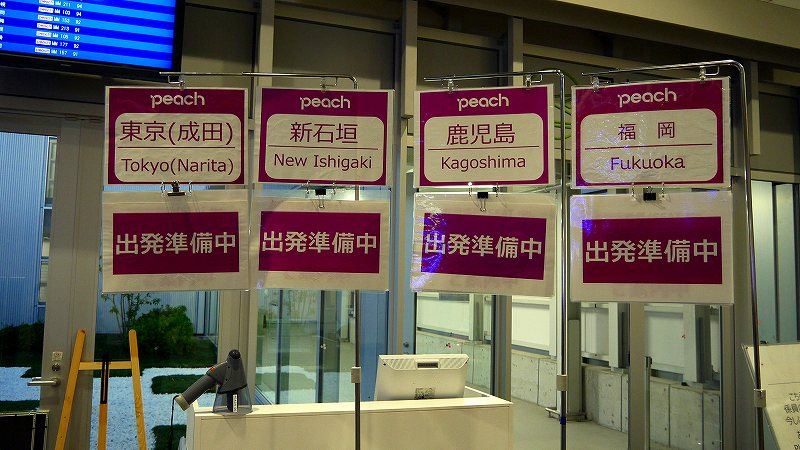 peach
東京(成田)
Tokyo(Narita)
出発準備中
peach
新石垣
New Ishigaki
出発準備中
peach
鹿児島
Kagoshima
出発準備中
peach
福岡
Fukuoka
出発準備中